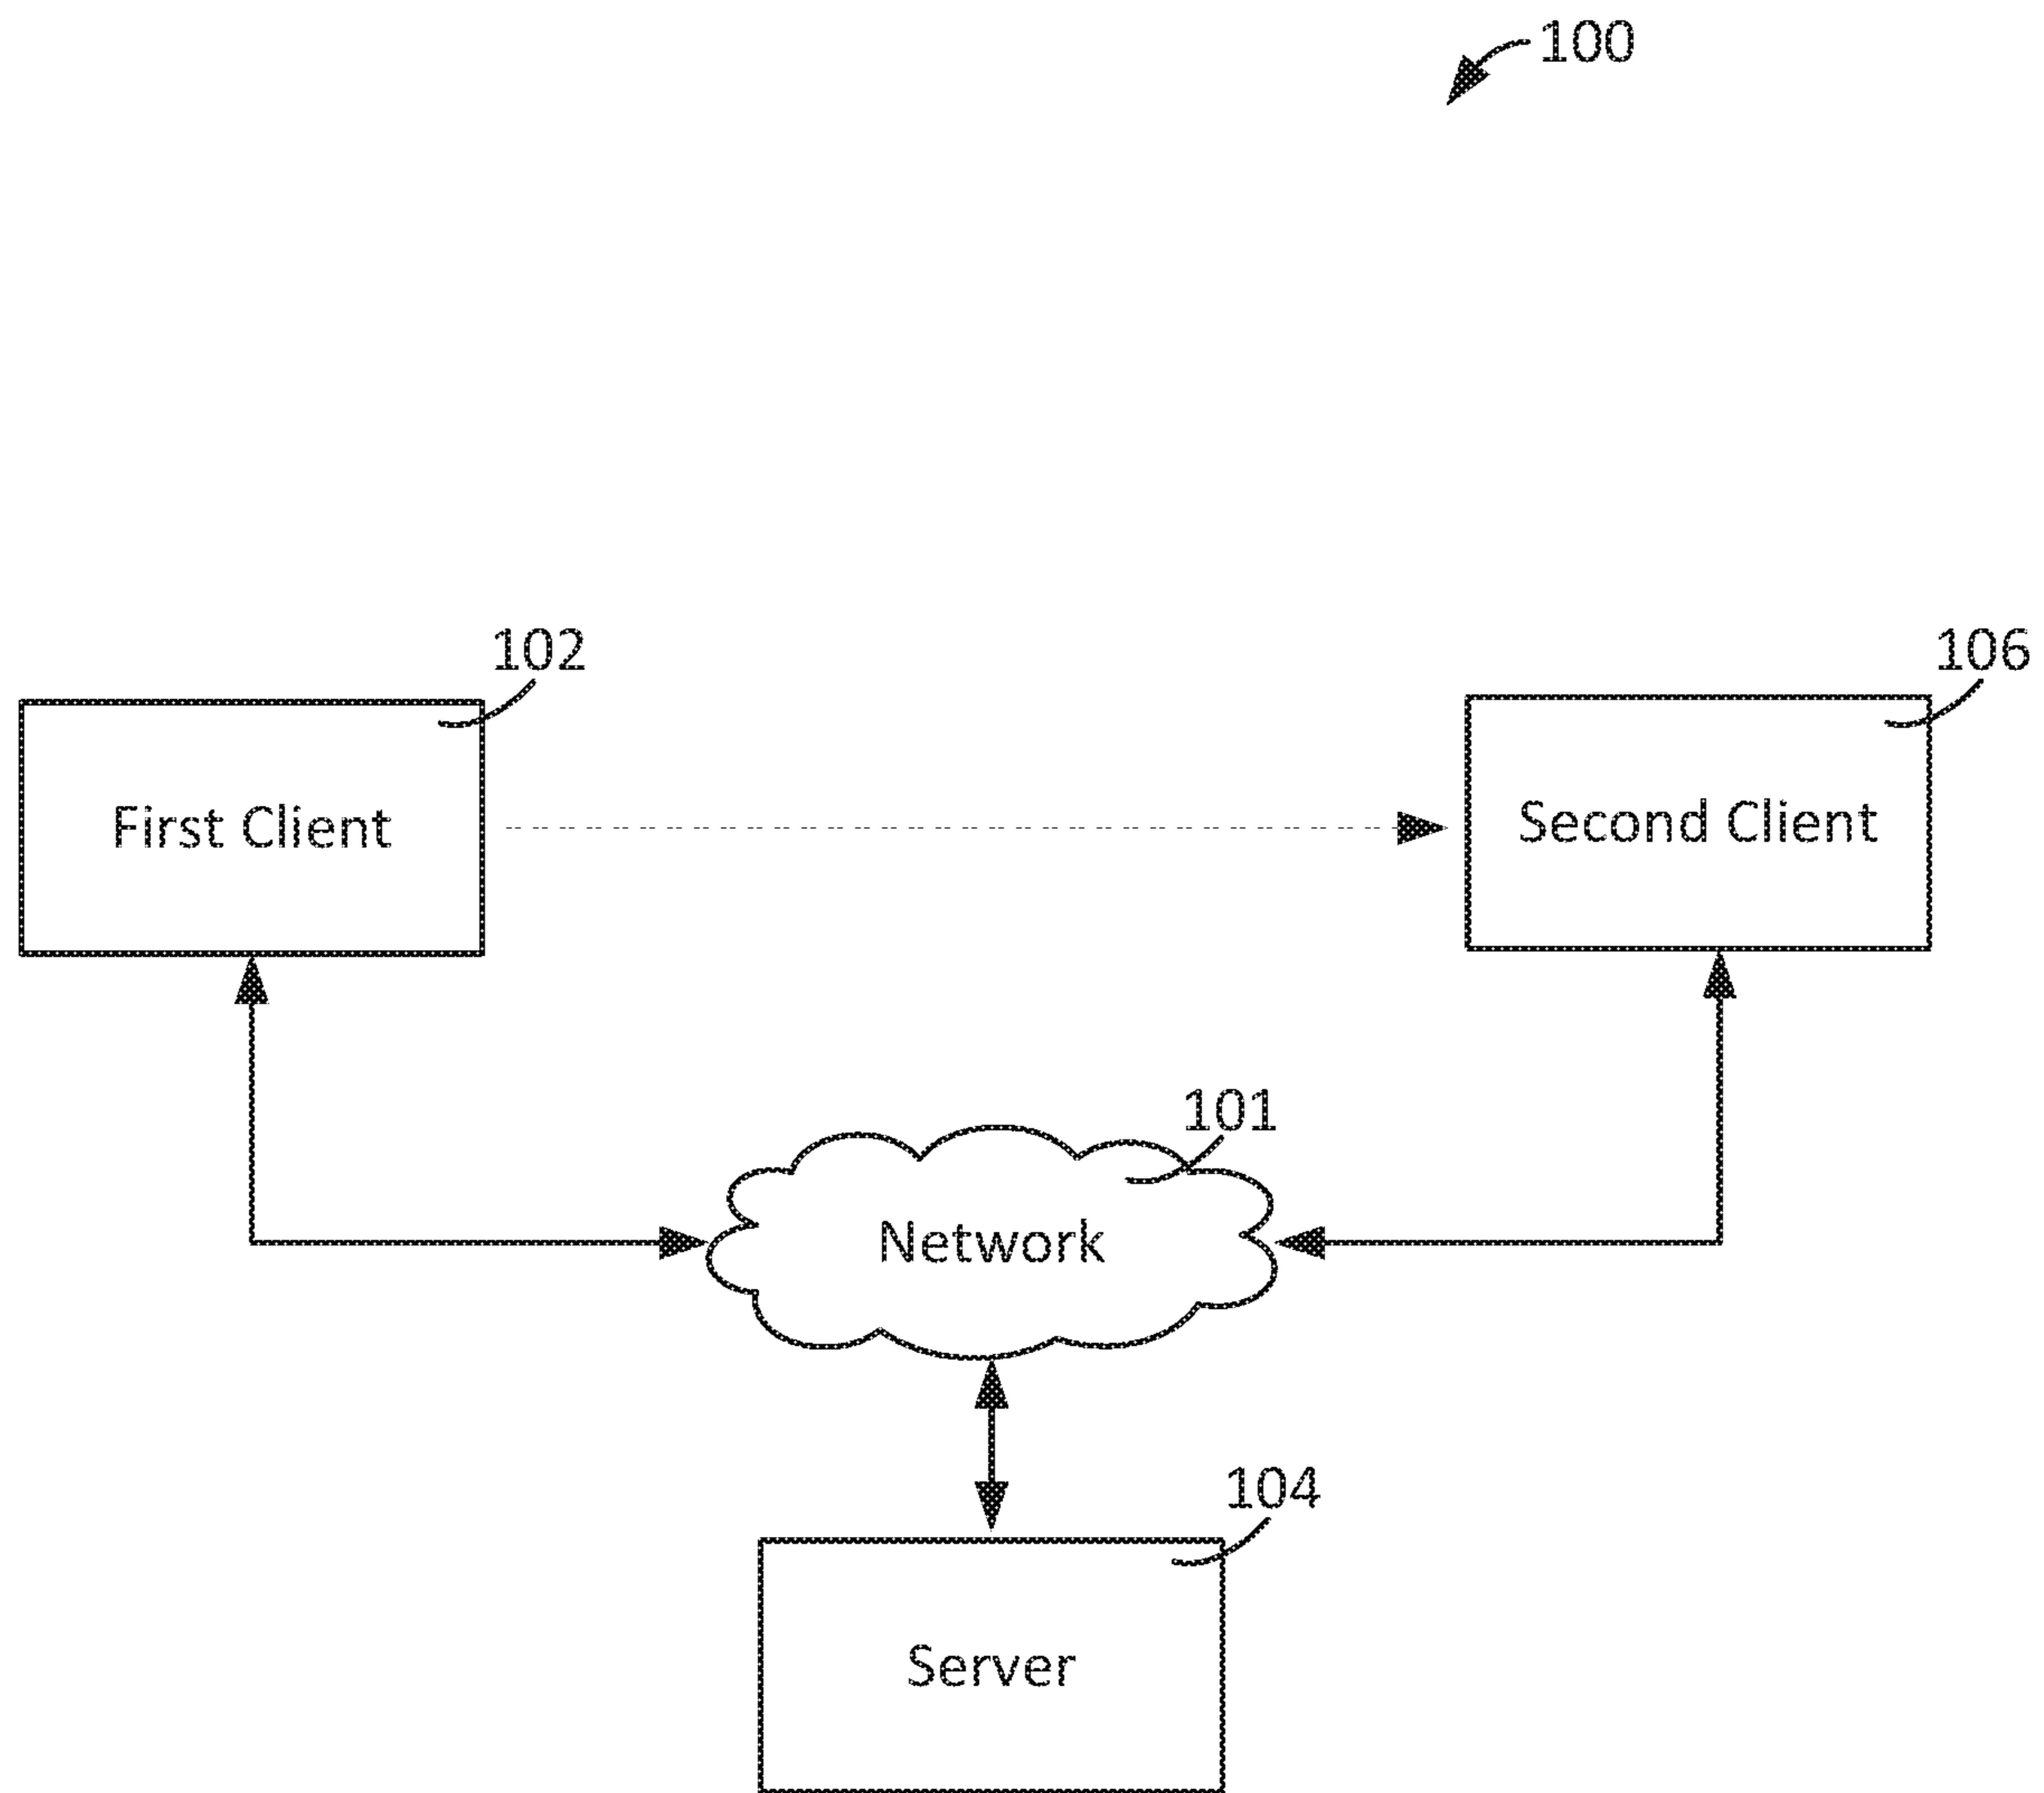 100
102
106
First Client
Second Client
101
Network
104
Server